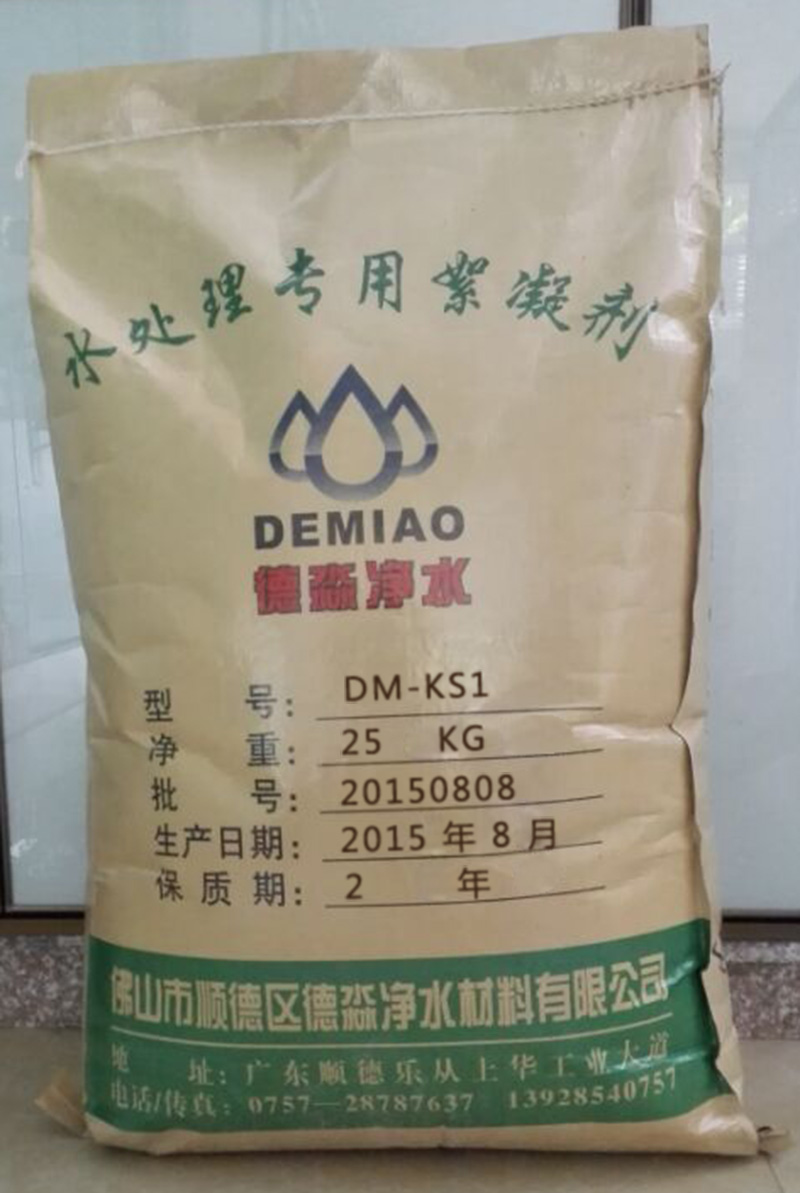 水处理专用絮凝剂
DEMIAO
德淼净水
型 号: DM-KS1
净 重: 25 KG
批 号: 20150808
生产日期: 2015 年 8 月
保 质 期: 2 年
佛山市顺德区德淼净水材料有限公司
地 址: 广东顺德乐从上华工业大道
电话/传真: 0757—28787637 13928540757